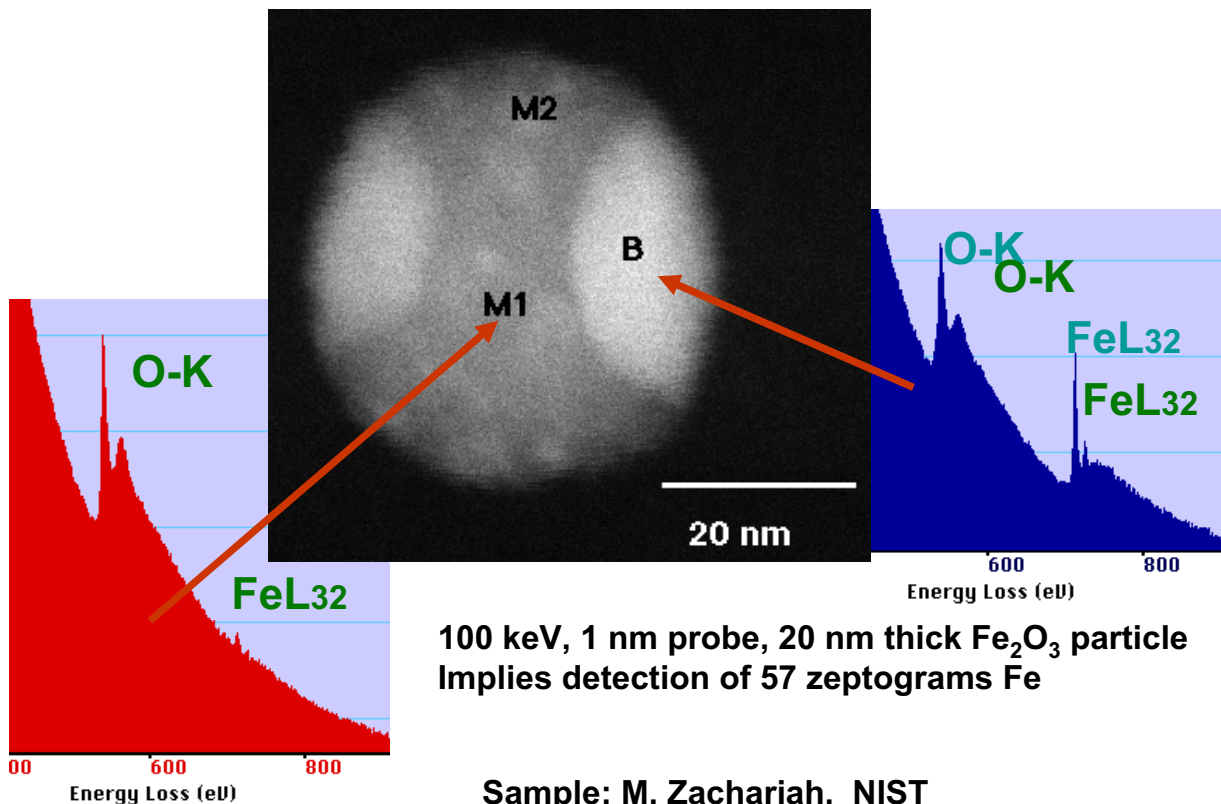 M2
B
M1
20 nm
O-K
FeL32
00 600 800
Energy Loss (eV)
O-K
O-K
FeL32
FeL32
600 800
Energy Loss (eV)
100 keV, 1 nm probe, 20 nm thick Fe₂O₃ particle
Implies detection of 57 zeptograms Fe
Sample: M. Zachariah, NIST